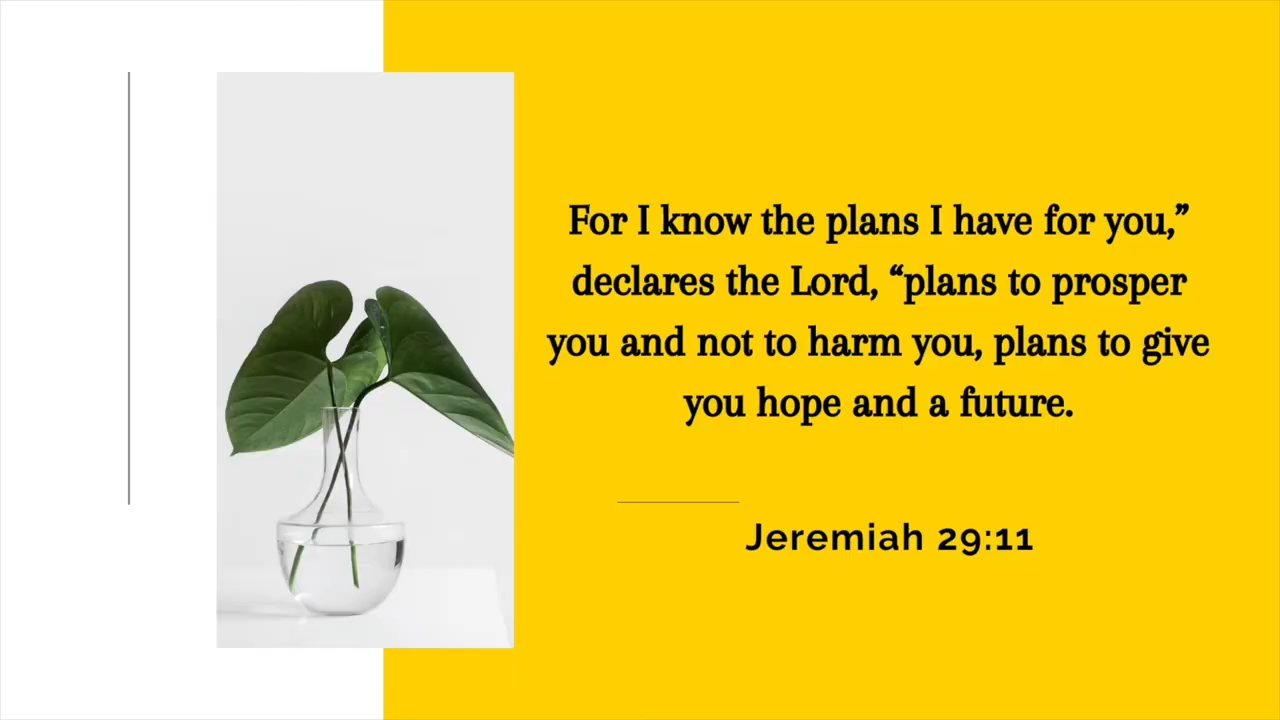 For I know the plans I have for you,”
declares the Lord, “plans to prosper
you and not to harm you, plans to give
you hope and a future.
Jeremiah 29:11